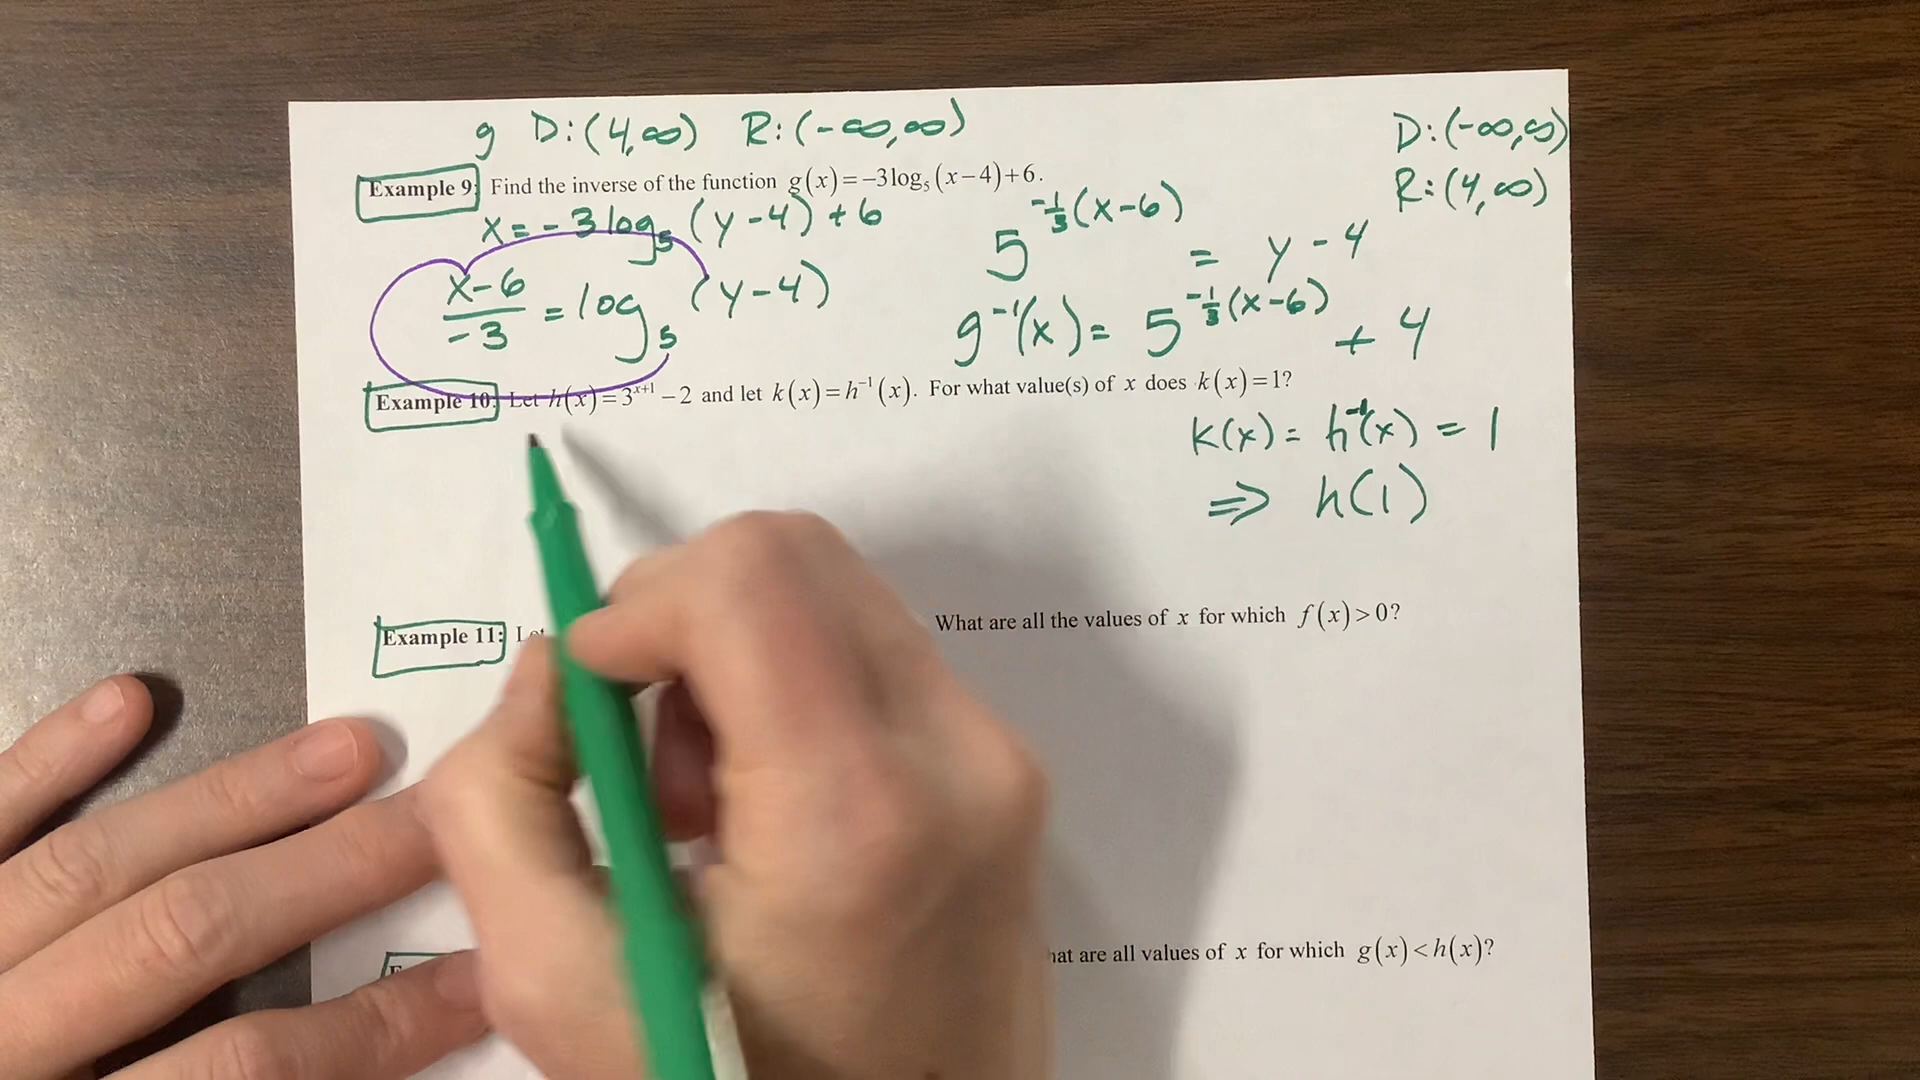 g D:(4,∞) R:(-∞,∞)
D:(-∞,∞)
R:(4,∞)
Example 9: Find the inverse of the function g(x)=−3log₅(x−4)+6.
x=-3log₅(y-4)+6
(x-6)/-3 = log₅(y-4)
5^(-1/3(x-6)) = y-4
g⁻¹(x)= 5^(-1/3(x-6)) + 4
Example 10: Let h(x)=3^(x+1)−2 and let k(x)=h⁻¹(x). For what value(s) of x does k(x)=1?
k(x)= h⁻¹(x) = 1
⇒ h(1)
Example 11:
What are all the values of x for which f(x)>0?
are all values of x for which g(x)<h(x)?